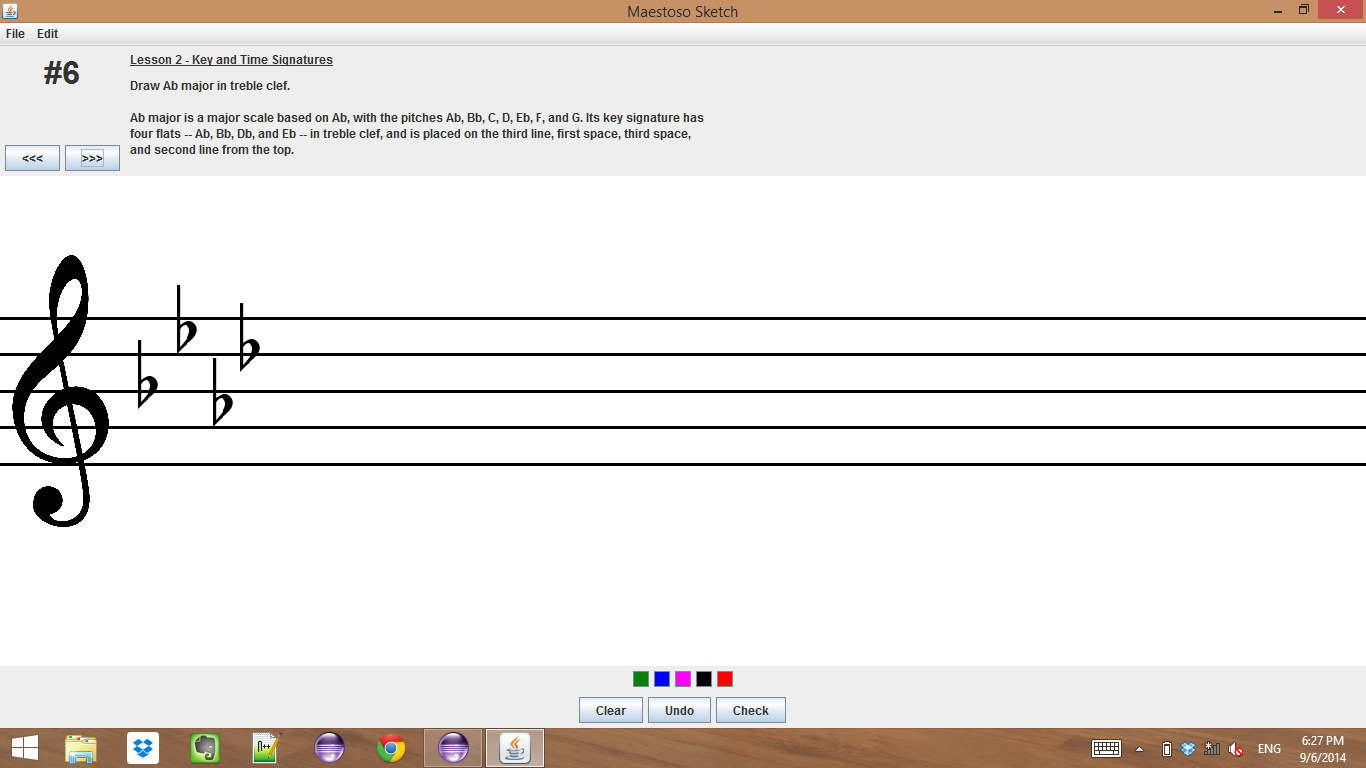 Maestoso Sketch
File Edit
#6
Lesson 2 - Key and Time Signatures
Draw Ab major in treble clef.
Ab major is a major scale based on Ab, with the pitches Ab, Bb, C, D, Eb, F, and G. Its key signature has
four flats -- Ab, Bb, Db, and Eb -- in treble clef, and is placed on the third line, first space, third space,
and second line from the top.
<<< >>>
Clear Undo Check
ENG
6:27 PM
9/6/2014